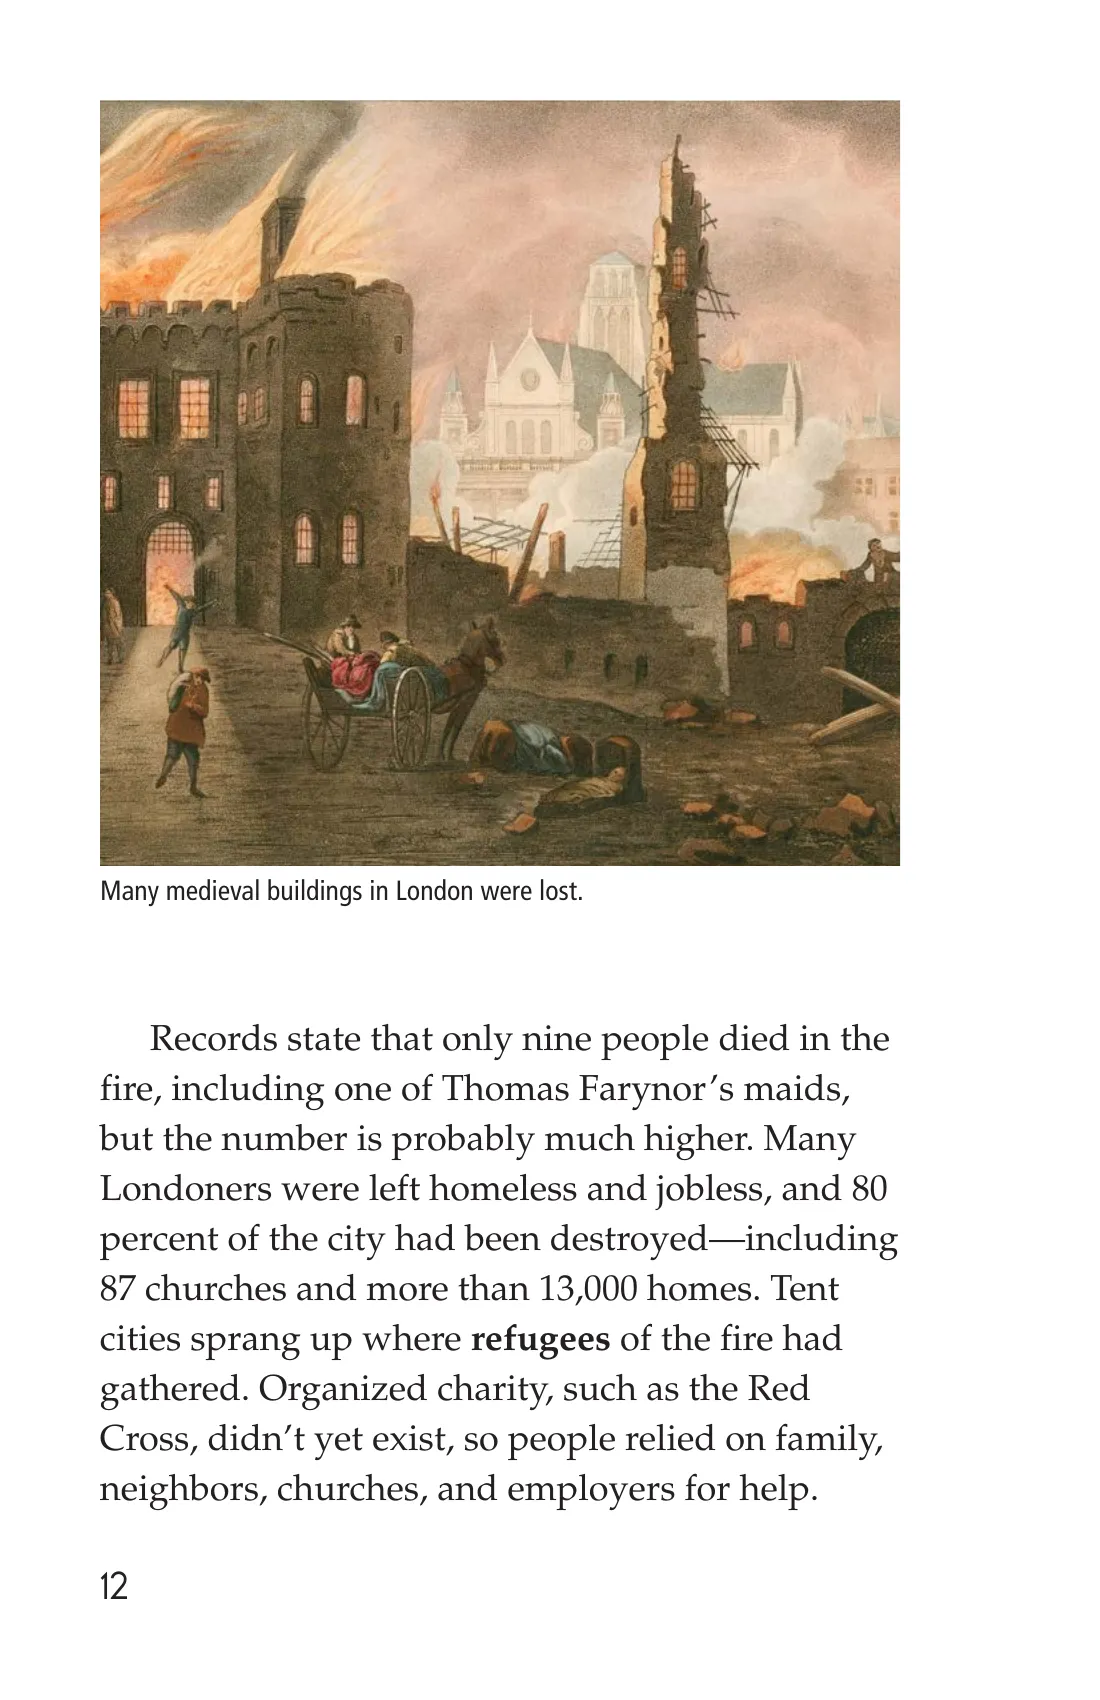 Many medieval buildings in London were lost.
Records state that only nine people died in the
fire, including one of Thomas Farynor’s maids,
but the number is probably much higher. Many
Londoners were left homeless and jobless, and 80
percent of the city had been destroyed—including
87 churches and more than 13,000 homes. Tent
cities sprang up where refugees of the fire had
gathered. Organized charity, such as the Red
Cross, didn’t yet exist, so people relied on family,
neighbors, churches, and employers for help.
12